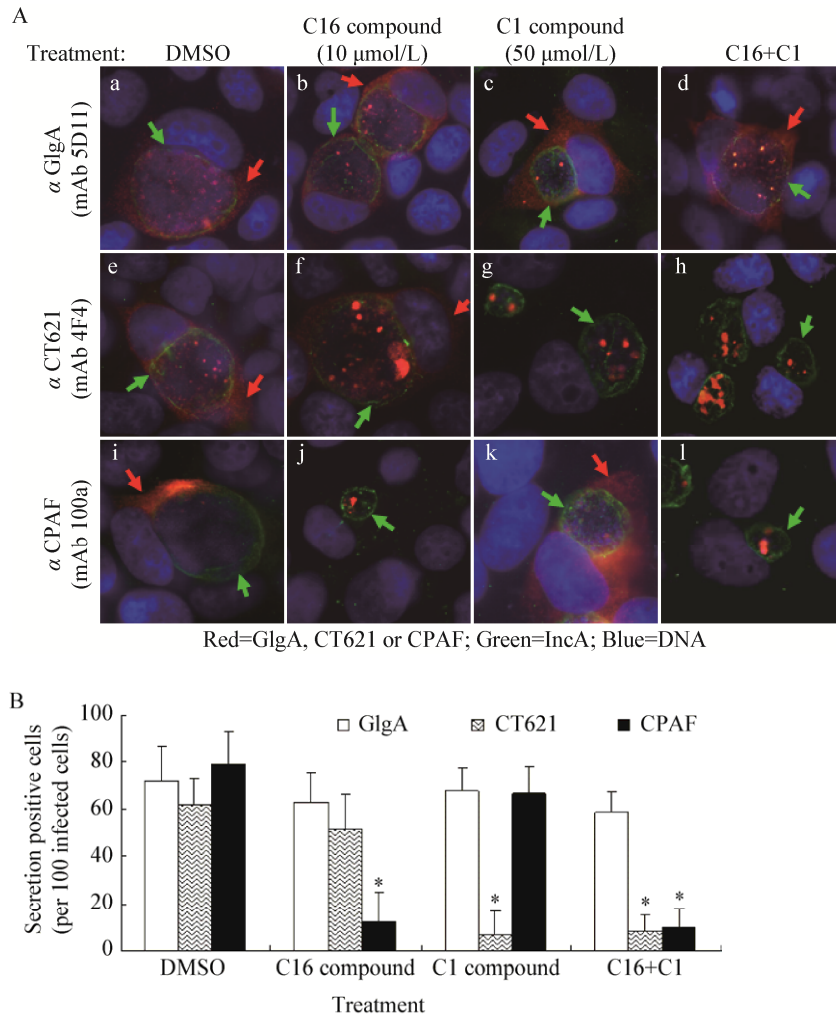 A
Treatment:
DMSO
C16 compound
(10 μmol/L)
C1 compound
(50 μmol/L)
C16+C1
a
b
c
d
α GlgA
(mAb 5D11)
e
f
g
h
α CT621
(mAb 4F4)
i
j
k
l
α CPAF
(mAb 100a)
Red=GlgA, CT621 or CPAF; Green=IncA; Blue=DNA
B
Secretion positive cells
(per 100 infected cells)
100
80
60
40
20
0
GlgA
CT621
CPAF
*
*
*
*
DMSO
C16 compound
C1 compound
C16+C1
Treatment